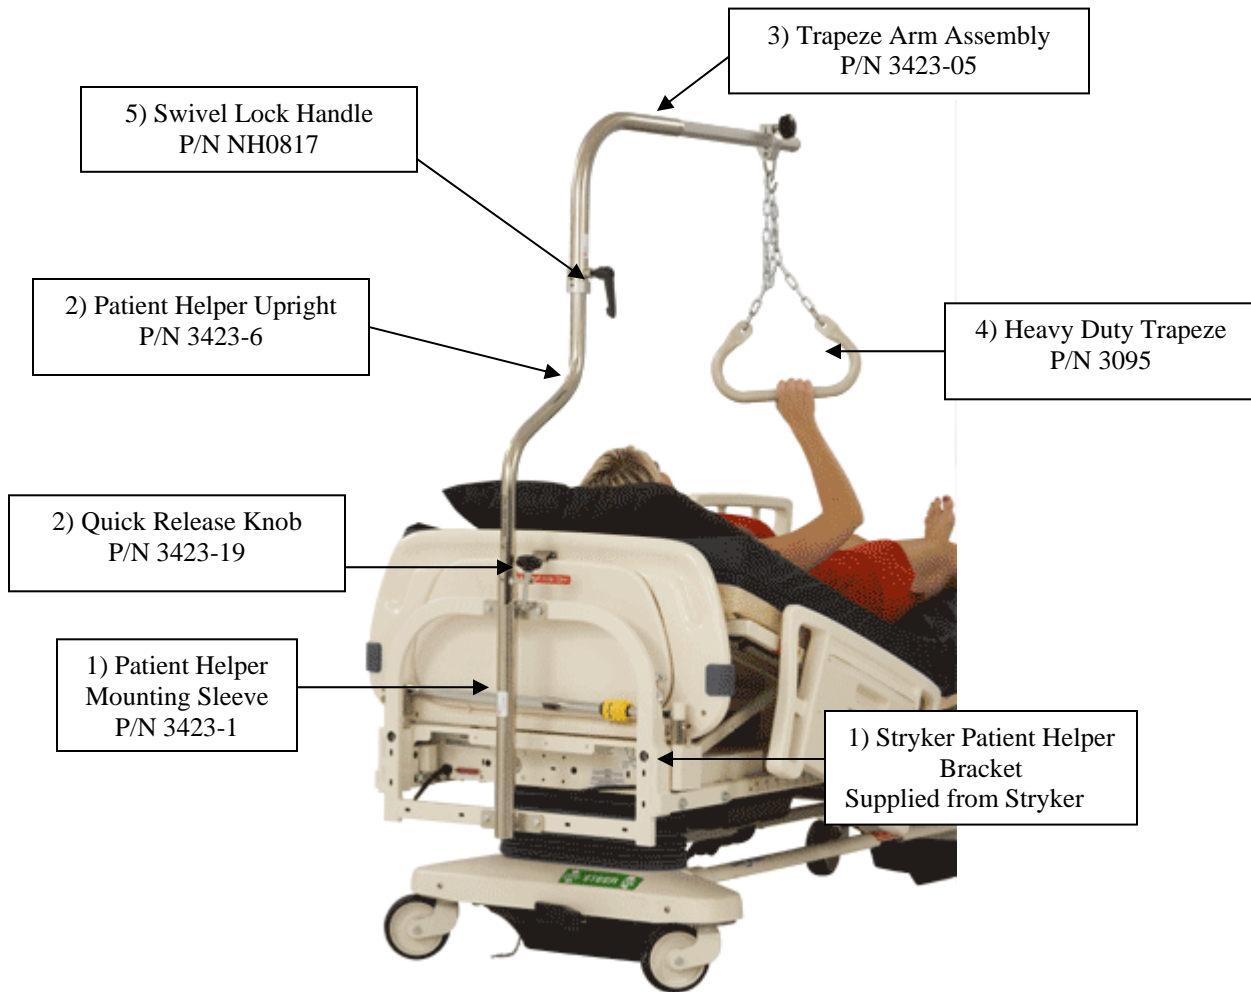 3) Trapeze Arm Assembly
P/N 3423-05
5) Swivel Lock Handle
P/N NH0817
2) Patient Helper Upright
P/N 3423-6
4) Heavy Duty Trapeze
P/N 3095
2) Quick Release Knob
P/N 3423-19
1) Patient Helper
Mounting Sleeve
P/N 3423-1
1) Stryker Patient Helper
Bracket
Supplied from Stryker
STEER